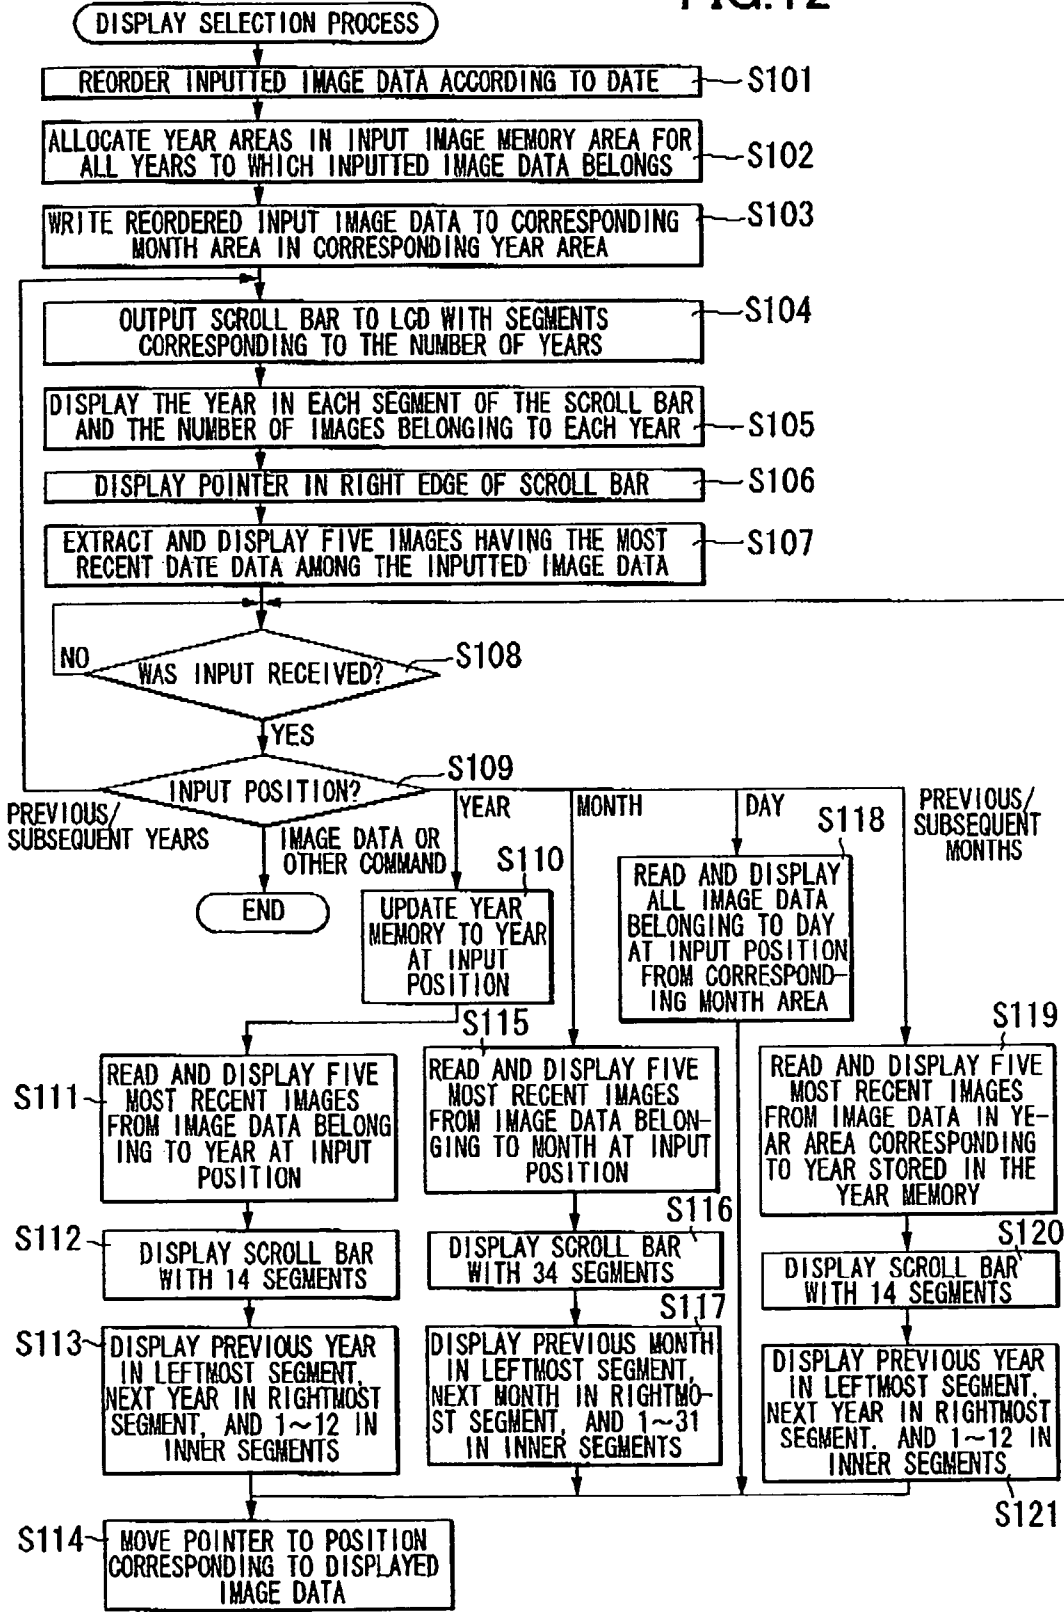 FIG.12
DISPLAY SELECTION PROCESS
REORDER INPUTTED IMAGE DATA ACCORDING TO DATE
S101
ALLOCATE YEAR AREAS IN INPUT IMAGE MEMORY AREA FOR
ALL YEARS TO WHICH INPUTTED IMAGE DATA BELONGS
S102
WRITE REORDERED INPUT IMAGE DATA TO CORRESPONDING
MONTH AREA IN CORRESPONDING YEAR AREA
S103
OUTPUT SCROLL BAR TO LCD WITH SEGMENTS
CORRESPONDING TO THE NUMBER OF YEARS
S104
DISPLAY THE YEAR IN EACH SEGMENT OF THE SCROLL BAR
AND THE NUMBER OF IMAGES BELONGING TO EACH YEAR
S105
DISPLAY POINTER IN RIGHT EDGE OF SCROLL BAR
S106
EXTRACT AND DISPLAY FIVE IMAGES HAVING THE MOST
RECENT DATE DATA AMONG THE INPUTTED IMAGE DATA
S107
NO
WAS INPUT RECEIVED?
S108
YES
INPUT POSITION?
S109
PREVIOUS/
SUBSEQUENT YEARS
IMAGE DATA OR
OTHER COMMAND
END
YEAR
MONTH
DAY
PREVIOUS/
SUBSEQUENT
MONTHS
S110
UPDATE YEAR
MEMORY TO YEAR
AT INPUT
POSITION
S118
READ AND DISPLAY
ALL IMAGE DATA
BELONGING TO DAY
AT INPUT POSITION
FROM CORRESPOND-
ING MONTH AREA
S111
READ AND DISPLAY FIVE
MOST RECENT IMAGES
FROM IMAGE DATA BELONG
ING TO YEAR AT INPUT
POSITION
S115
READ AND DISPLAY FIVE
MOST RECENT IMAGES
FROM IMAGE DATA BELON-
GING TO MONTH AT INPUT
POSITION
S119
READ AND DISPLAY FIVE
MOST RECENT IMAGES
FROM IMAGE DATA IN YE-
AR AREA CORRESPONDING
TO YEAR STORED IN THE
YEAR MEMORY
S112
DISPLAY SCROLL BAR
WITH 14 SEGMENTS
S116
DISPLAY SCROLL BAR
WITH 34 SEGMENTS
S120
DISPLAY SCROLL BAR
WITH 14 SEGMENTS
S113
DISPLAY PREVIOUS YEAR
IN LEFTMOST SEGMENT,
NEXT YEAR IN RIGHTMOST
SEGMENT, AND 1~12 IN
INNER SEGMENTS
S117
DISPLAY PREVIOUS MONTH
IN LEFTMOST SEGMENT,
NEXT MONTH IN RIGHTMO-
ST SEGMENT, AND 1~31
IN INNER SEGMENTS
DISPLAY PREVIOUS YEAR
IN LEFTMOST SEGMENT.
NEXT YEAR IN RIGHTMOST
SEGMENT. AND 1~12 IN
INNER SEGMENTS
S121
S114
MOVE POINTER TO POSITION
CORRESPONDING TO DISPLAYED
IMAGE DATA